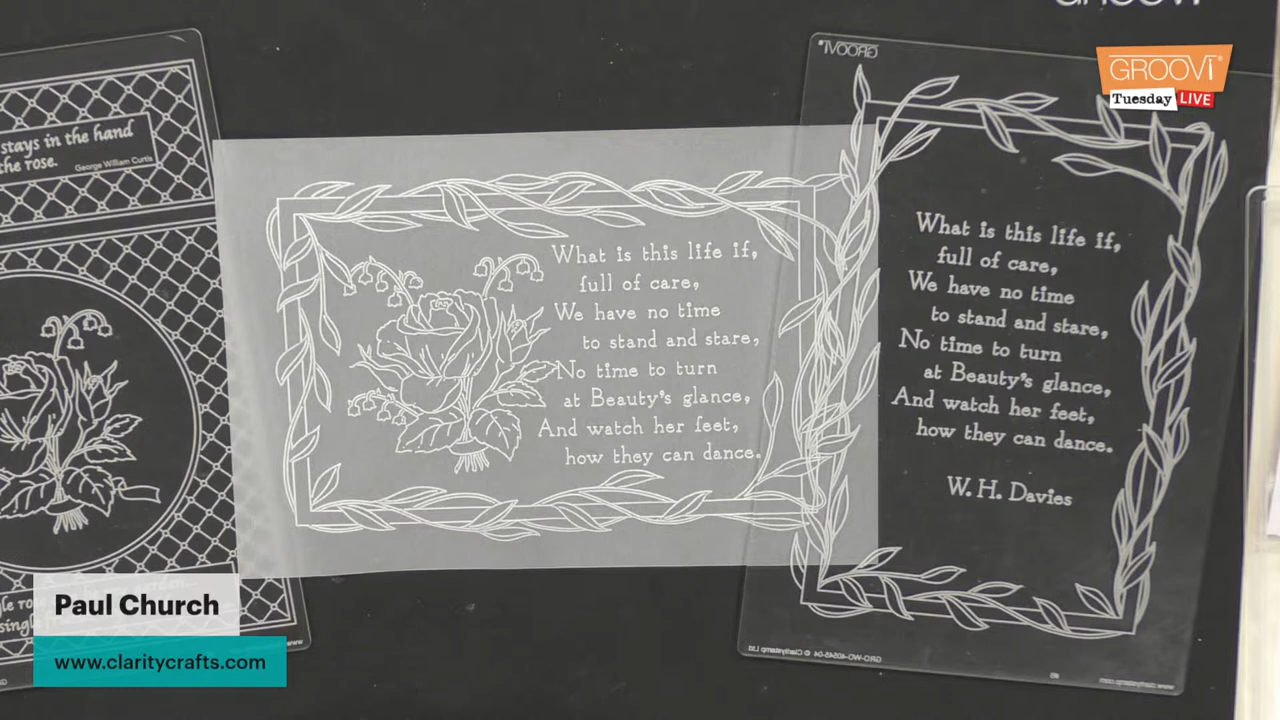 GROOVI
GROOVI
GROOVI
Tuesday LIVE
stays in the hand
the rose.
George William Curtis
What is this life if,
full of care,
We have no time
to stand and stare,
No time to turn
at Beauty's glance,
And watch her feet,
how they can dance.
What is this life if,
full of care,
We have no time
to stand and stare,
No time to turn
at Beauty's glance,
And watch her feet,
how they can dance.
W. H. Davies
Paul Church
www.claritycrafts.com